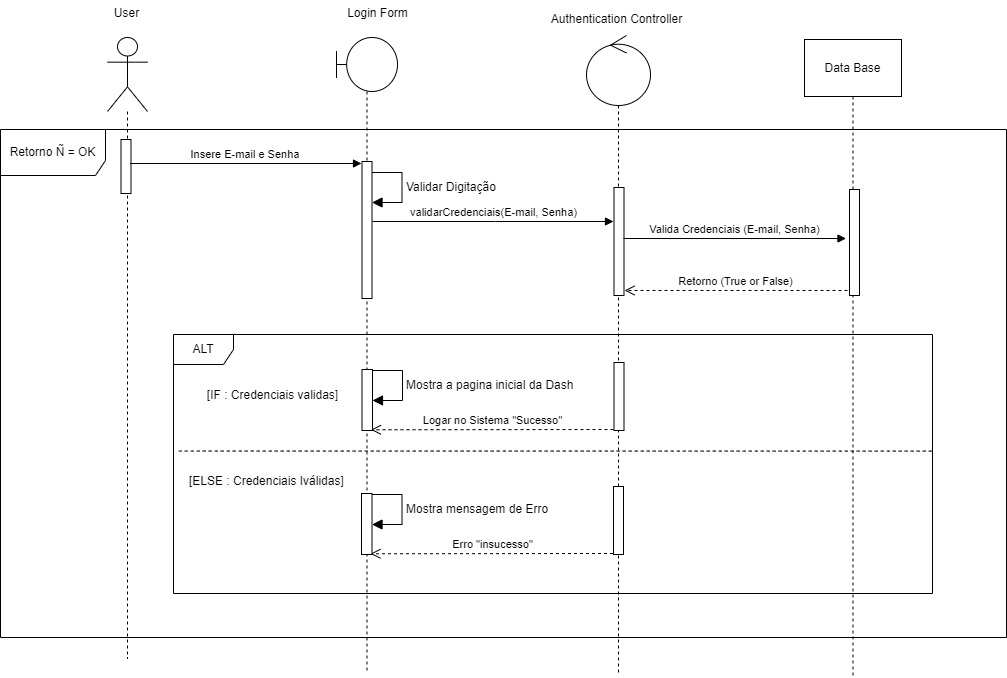 User
Login Form
Authentication Controller
Data Base
Retorno Ñ = OK
Insere E-mail e Senha
Validar Digitação
validarCredenciais(E-mail, Senha)
Valida Credenciais (E-mail, Senha)
Retorno (True or False)
ALT
[IF : Credenciais validas]
Mostra a pagina inicial da Dash
Logar no Sistema "Sucesso"
[ELSE : Credenciais Iválidas]
Mostra mensagem de Erro
Erro "insucesso"